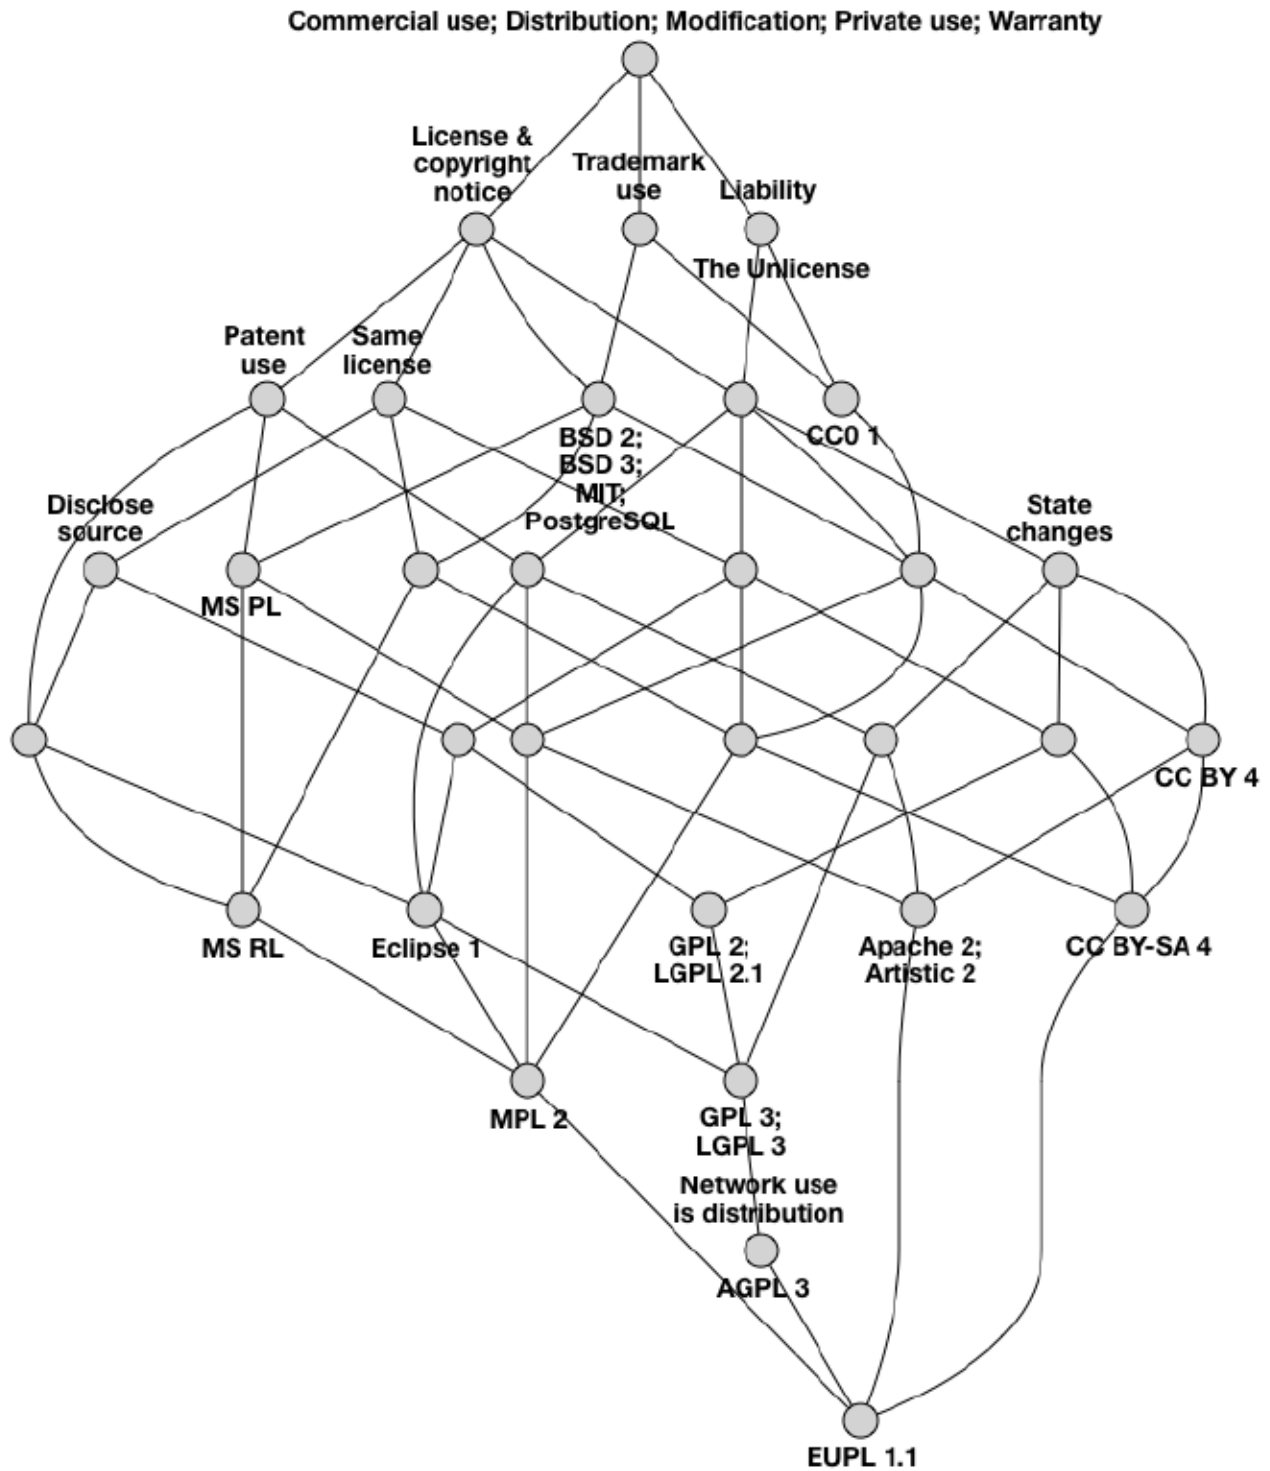 Commercial use; Distribution; Modification; Private use; Warranty
License &
copyright
notice
Trademark
use
Liability
The Unlicense
Patent
use
Same
license
BSD 2;
BSD 3;
MIT;
PostgreSQL
CC0 1
Disclose
source
State
changes
MS PL
CC BY 4
MS RL
Eclipse 1
GPL 2;
LGPL 2.1
Apache 2;
Artistic 2
CC BY-SA 4
MPL 2
GPL 3;
LGPL 3
Network use
is distribution
AGPL 3
EUPL 1.1